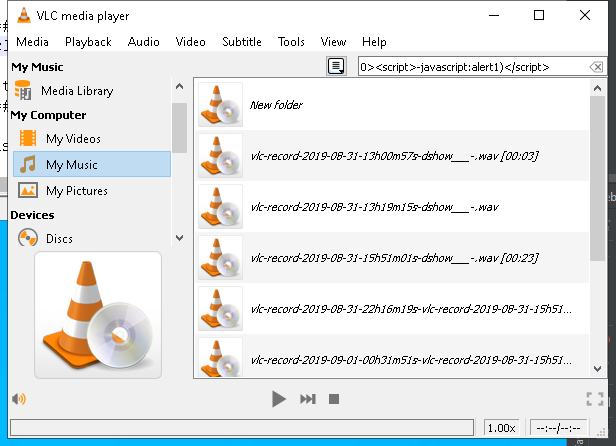 VLC media player
Media Playback Audio Video Subtitle Tools View Help
My Music
0><script>-javascript:alert1)</script>
Media Library
My Computer
My Videos
My Music
My Pictures
Devices
Discs
New folder
vlc-record-2019-08-31-13h00m57s-dshow___-.wav [00:03]
vlc-record-2019-08-31-13h19m15s-dshow___-.wav
vlc-record-2019-08-31-15h51m01s-dshow___-.wav [00:23]
vlc-record-2019-08-31-22h16m19s-vlc-record-2019-08-31-15h51...
vlc-record-2019-09-01-00h31m51s-vlc-record-2019-08-31-15h51...
1.00x
--:--/--:--